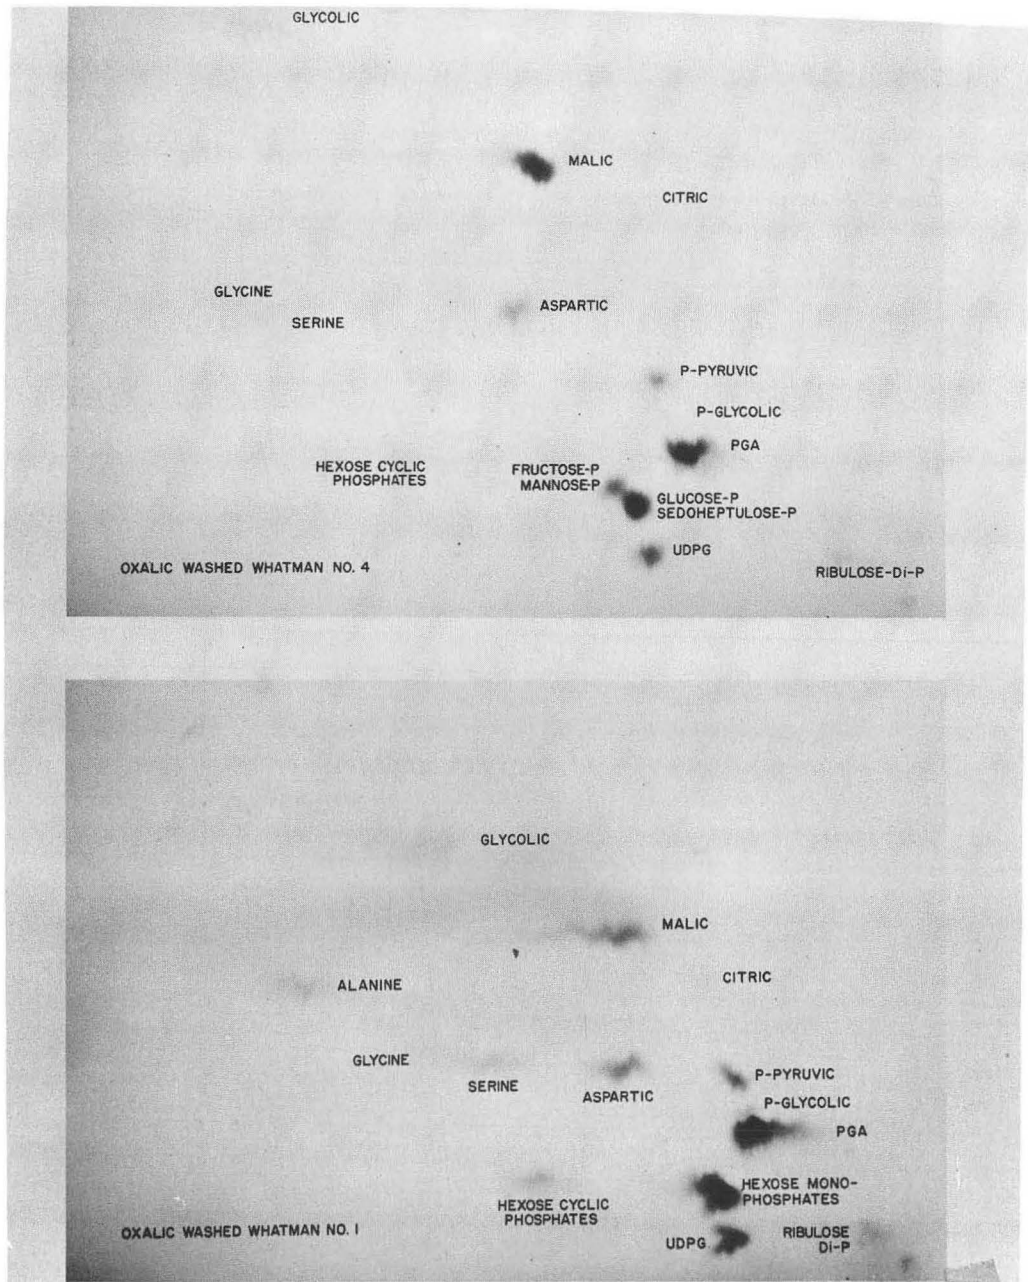 GLYCOLIC
MALIC
CITRIC
GLYCINE
SERINE
ASPARTIC
P-PYRUVIC
P-GLYCOLIC
PGA
HEXOSE CYCLIC
PHOSPHATES
FRUCTOSE-P
MANNOSE-P
GLUCOSE-P
SEDOHEPTULOSE-P
UDPG
OXALIC WASHED WHATMAN NO. 4
RIBULOSE-Di-P
GLYCOLIC
MALIC
ALANINE
CITRIC
GLYCINE
SERINE
ASPARTIC
P-PYRUVIC
P-GLYCOLIC
PGA
HEXOSE MONO-
PHOSPHATES
HEXOSE CYCLIC
PHOSPHATES
OXALIC WASHED WHATMAN NO. 1
UDPG
RIBULOSE
Di-P